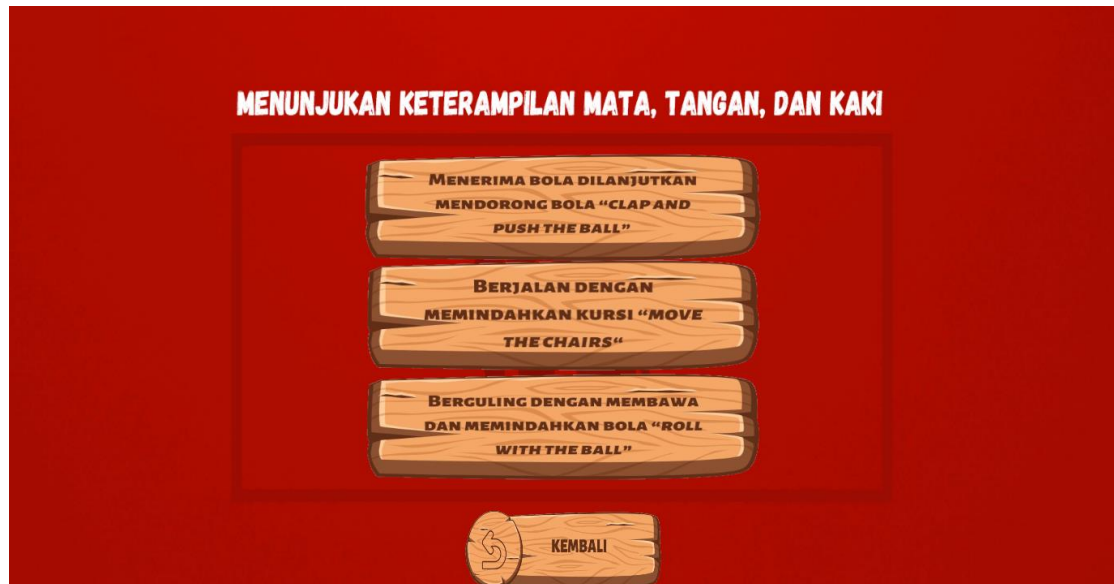 MENUNJUKAN KETERAMPILAN MATA, TANGAN, DAN KAKI
MENERIMA BOLA DILANJUTKAN
MENDORONG BOLA “CLAP AND
PUSH THE BALL”
BERJALAN DENGAN
MEMINDAHKAN KURSI “MOVE
THE CHAIRS“
BERGULING DENGAN MEMBAWA
DAN MEMINDAHKAN BOLA “ROLL
WITH THE BALL”
KEMBALI